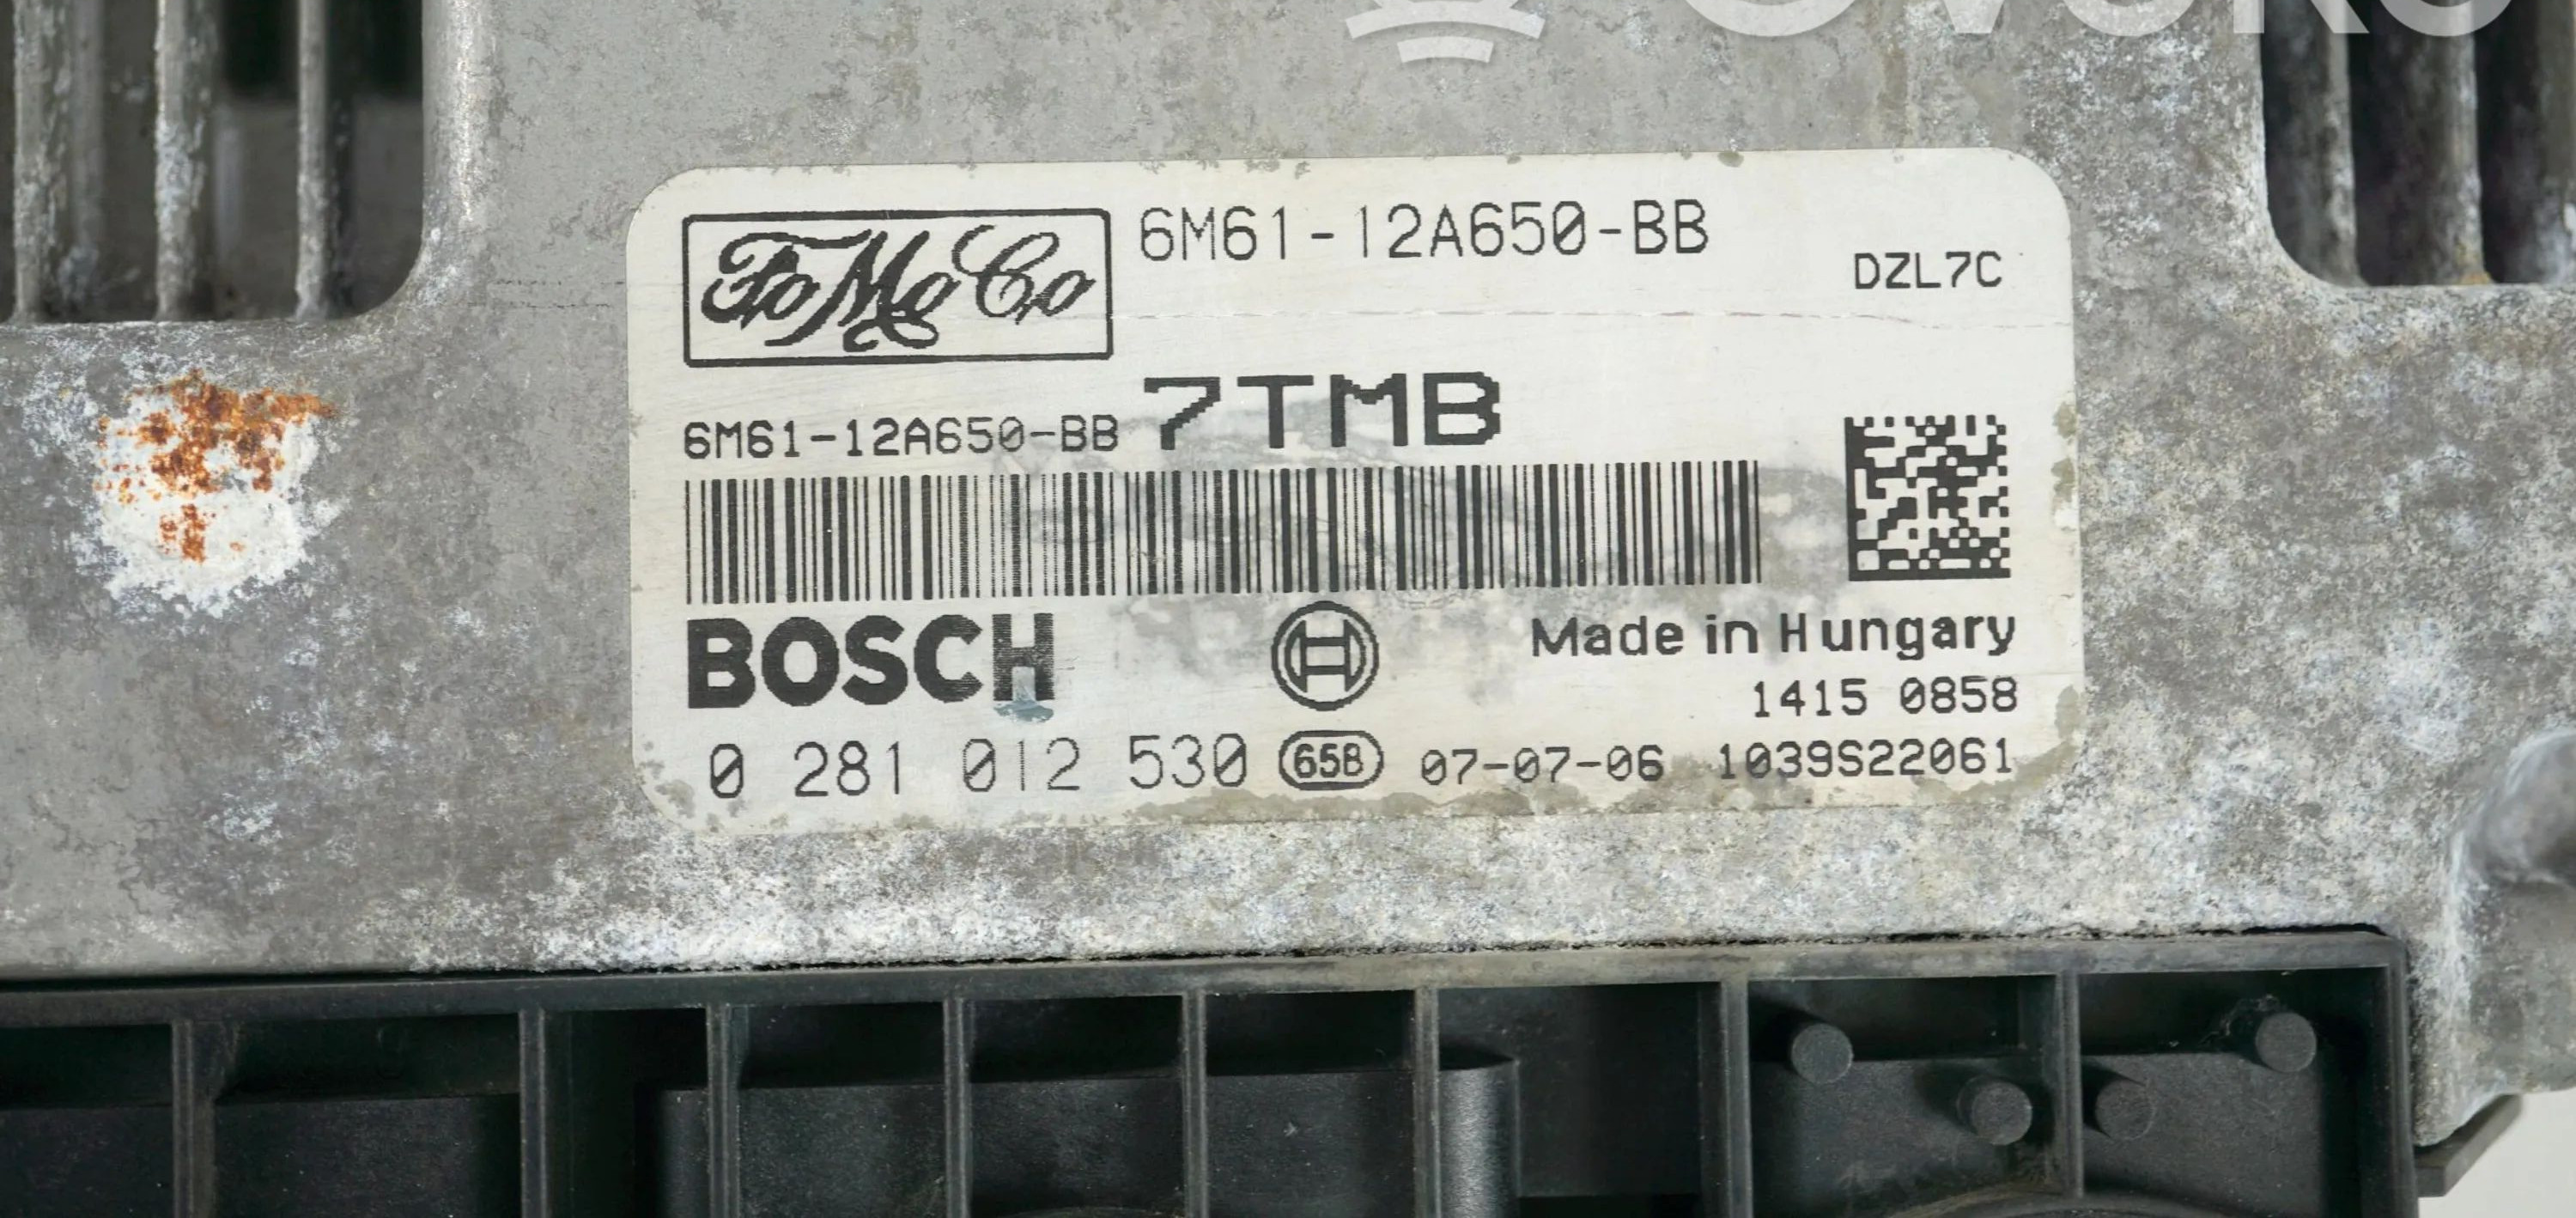 FoMoCo 6M61-12A650-BB
DZL7C
6M61-12A650-BB 7TMB
BOSCH
Made in Hungary
1415 0858
0 281 012 530 65B 07-07-06 1039S22061